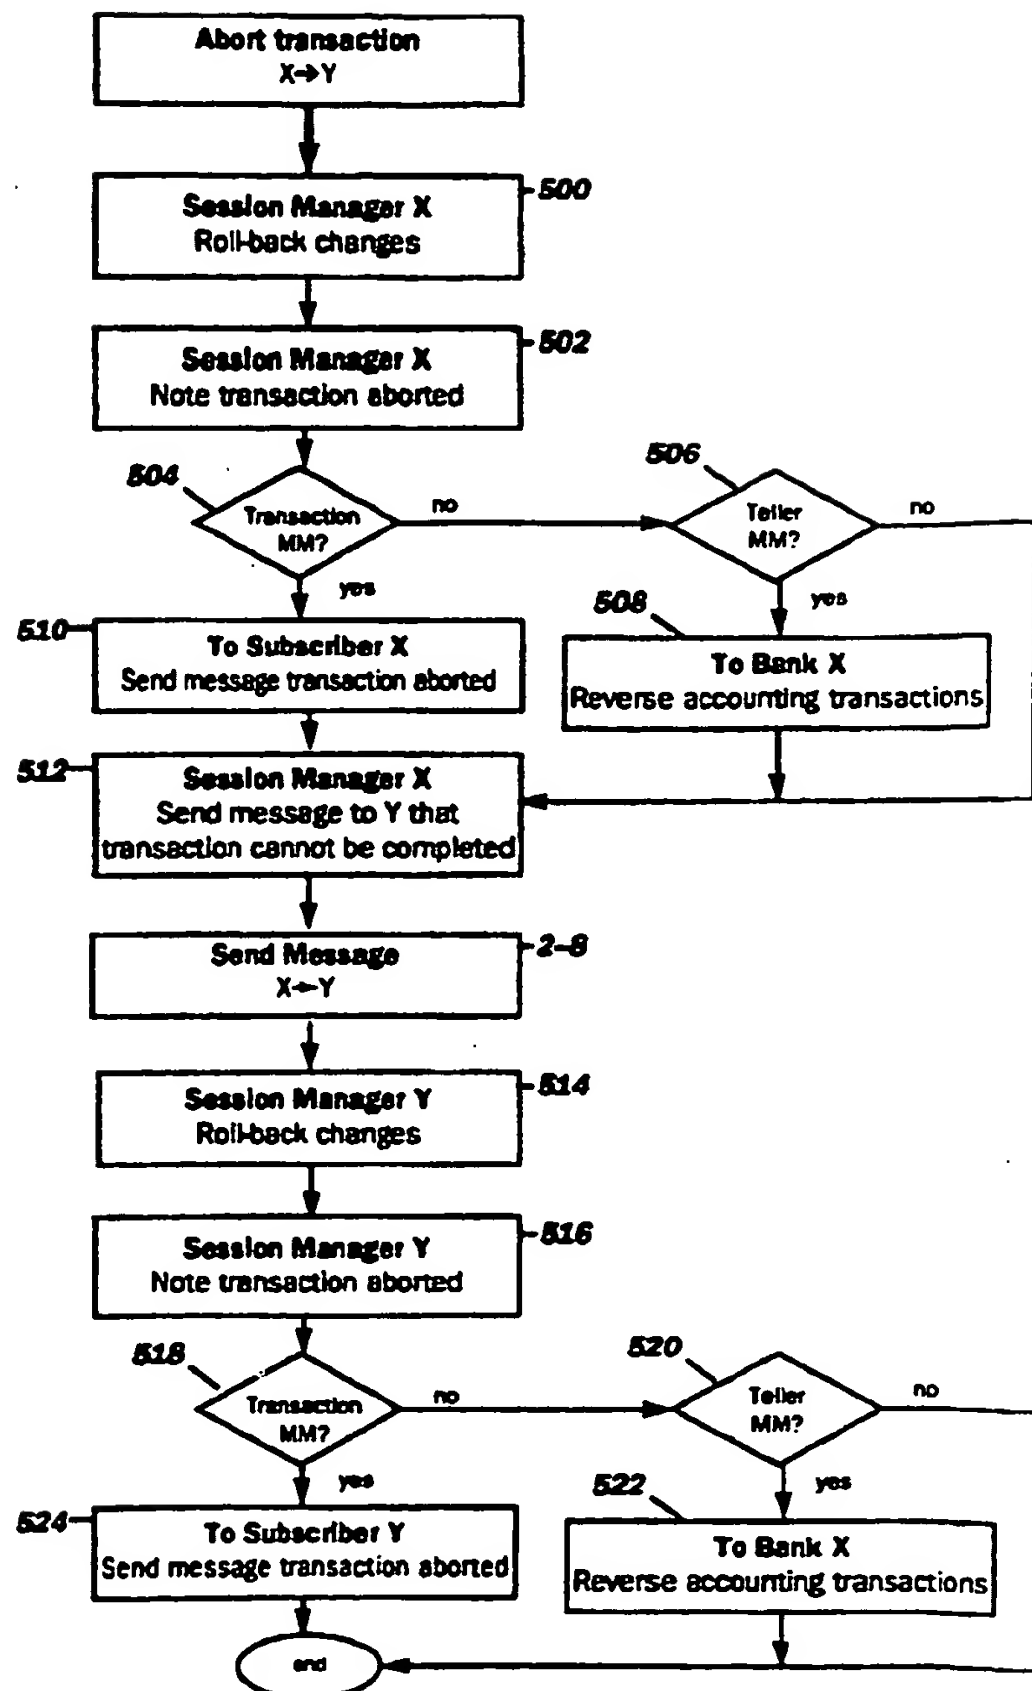 Abort transaction
X→Y
500
Session Manager X
Roll-back changes
502
Session Manager X
Note transaction aborted
504
Transaction
MM?
no
yes
506
Teller
MM?
no
yes
508
To Bank X
Reverse accounting transactions
510
To Subscriber X
Send message transaction aborted
512
Session Manager X
Send message to Y that
transaction cannot be completed
Send Message
X→Y
2–8
514
Session Manager Y
Roll-back changes
516
Session Manager Y
Note transaction aborted
518
Transaction
MM?
no
yes
520
Teller
MM?
no
yes
522
To Bank X
Reverse accounting transactions
524
To Subscriber Y
Send message transaction aborted
end